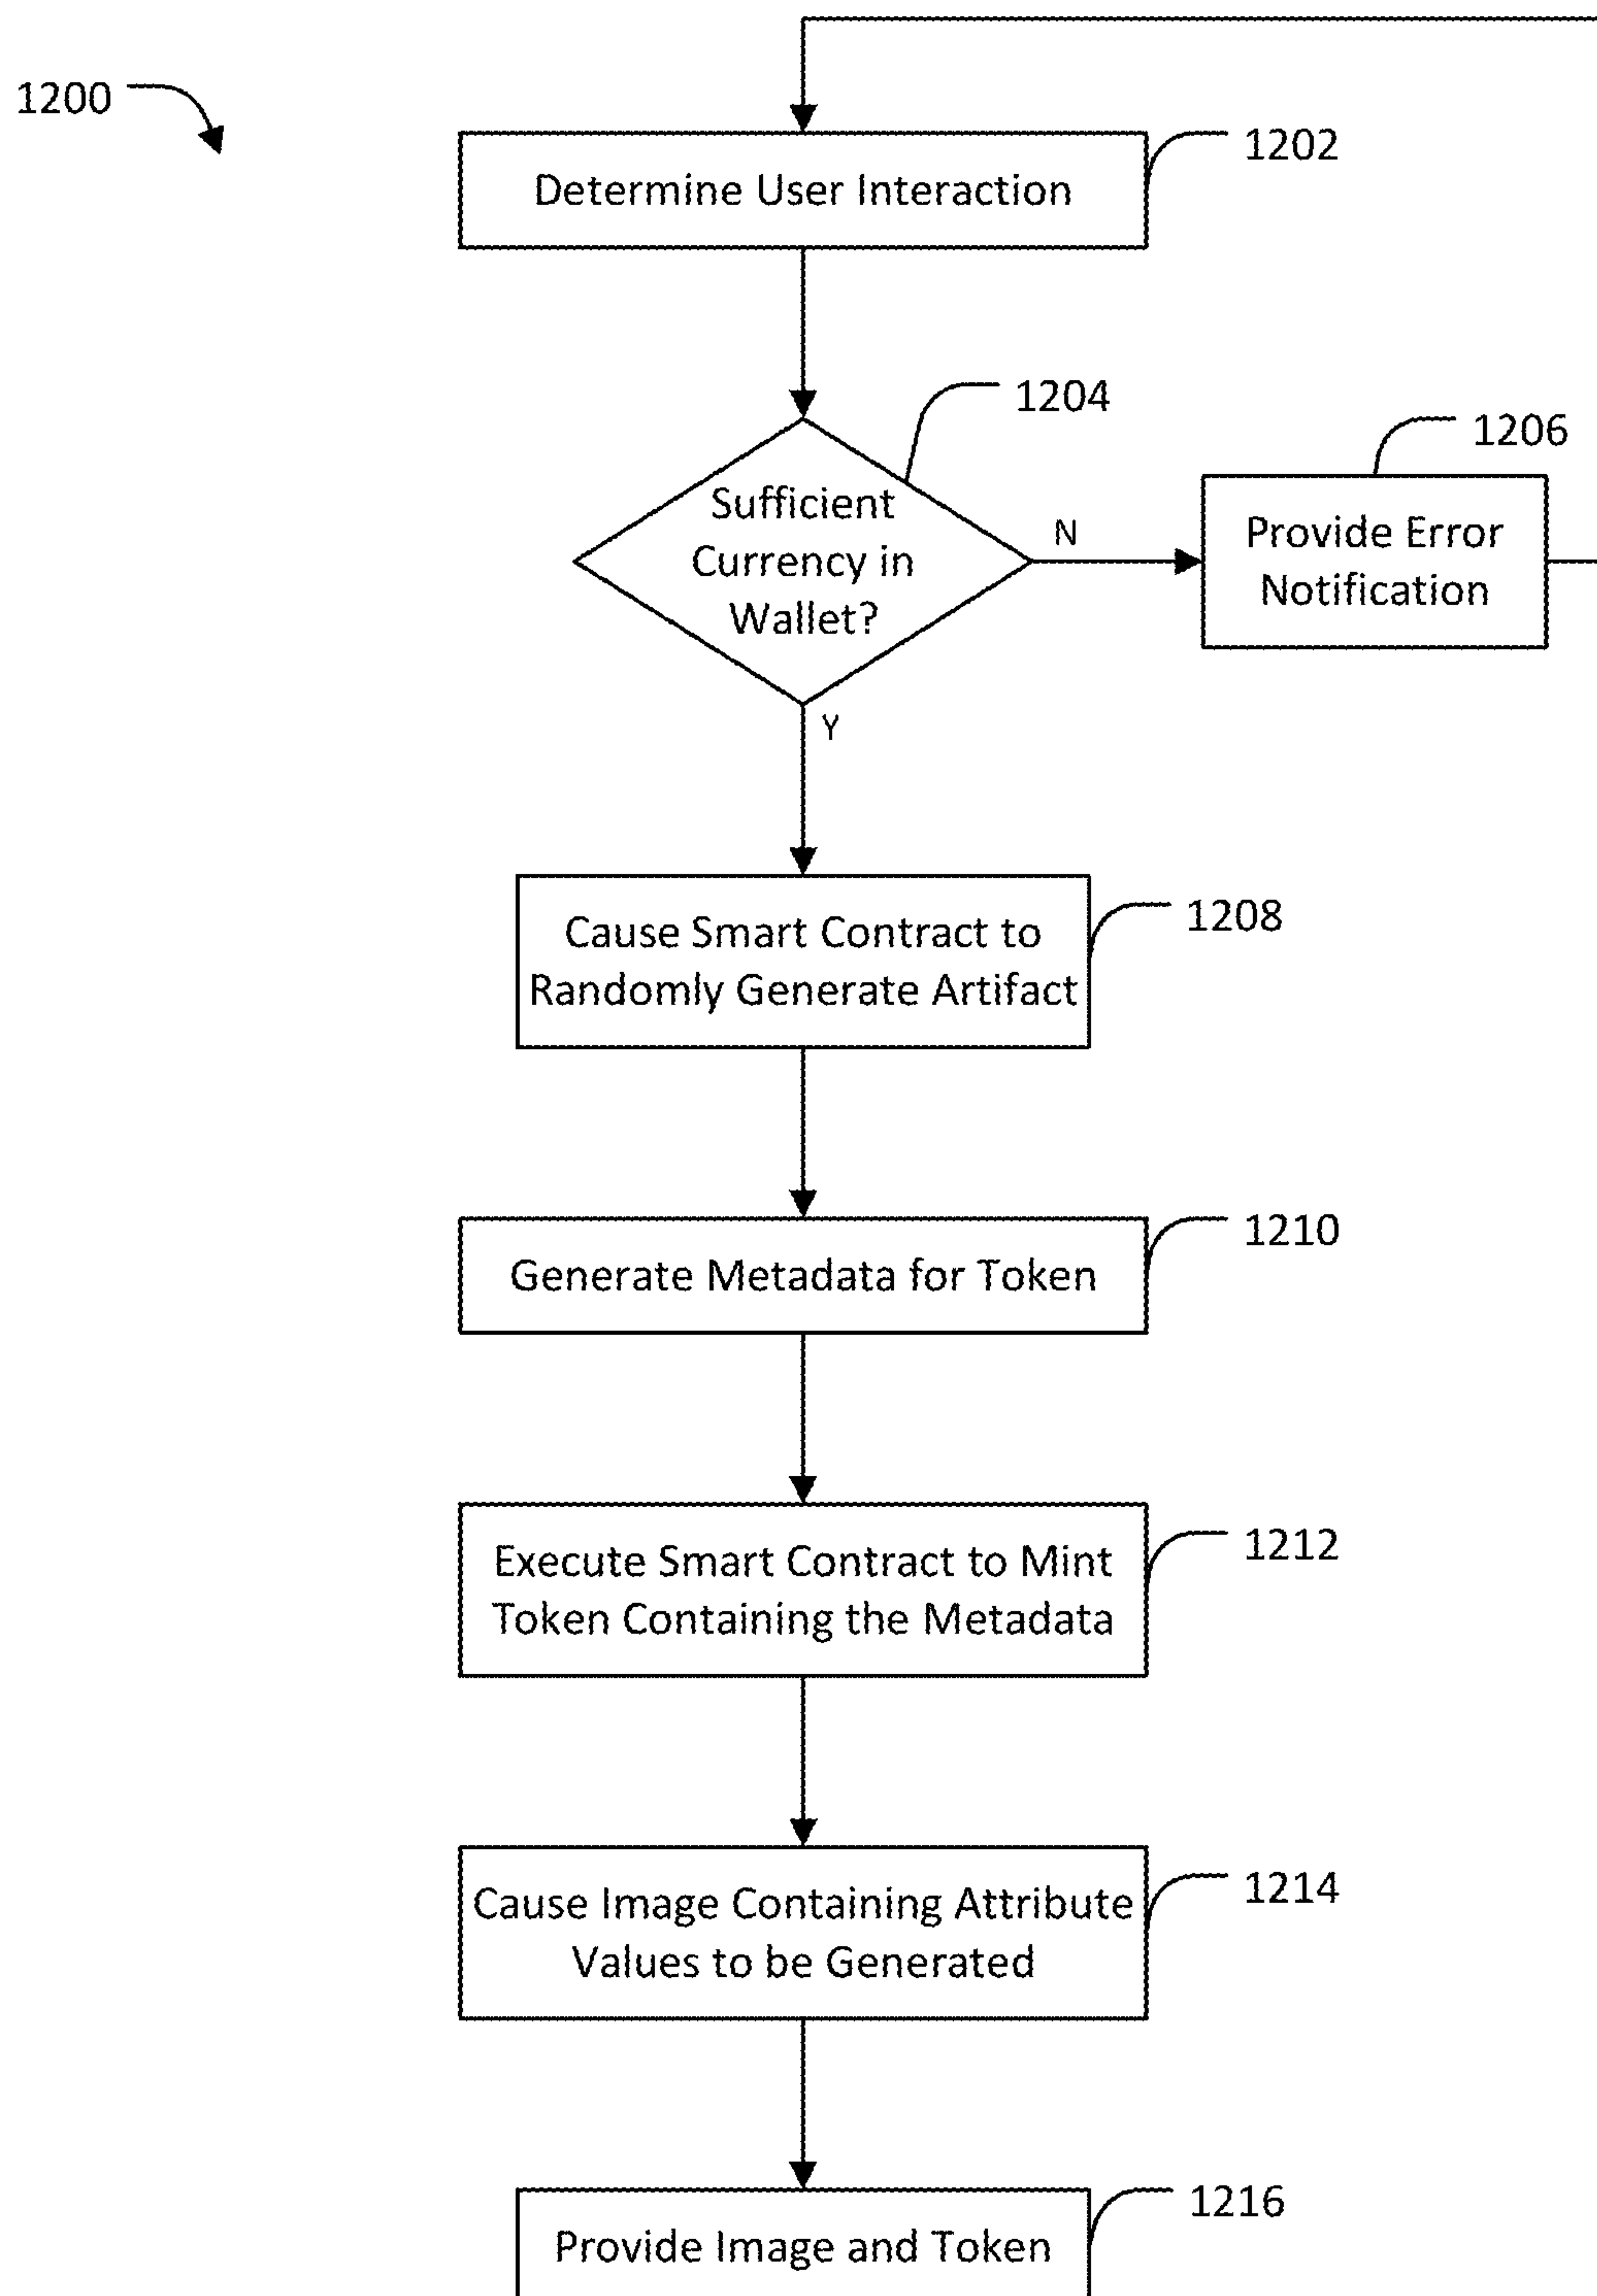 1200
1202
Determine User Interaction
1204
Sufficient
Currency in
Wallet?
N
1206
Provide Error
Notification
Y
1208
Cause Smart Contract to
Randomly Generate Artifact
1210
Generate Metadata for Token
1212
Execute Smart Contract to Mint
Token Containing the Metadata
1214
Cause Image Containing Attribute
Values to be Generated
1216
Provide Image and Token